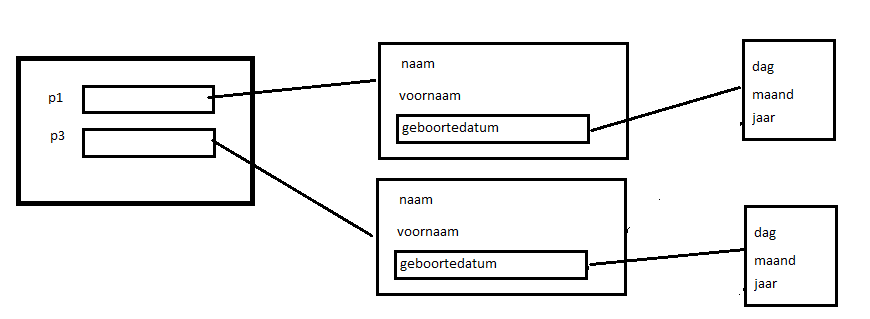 p1
p3
naam
voornaam
geboortedatum
dag
maand
jaar
naam
voornaam
geboortedatum
dag
maand
jaar